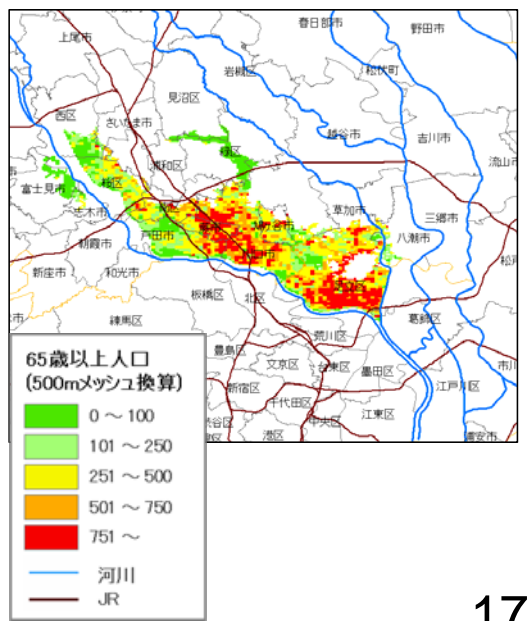 春日部市
野田市
上尾市
岩槻区
松伏町
見沼区
西区
さいたま市
越谷市
吉川市
緑区
浦和区
流山市
桜区
富士見市
志木市
草加市
三郷市
戸田市
朝霞市
八潮市
新座市
和光市
板橋区
北区
葛飾区
練馬区
荒川区
豊島区
文京区
台東区
墨田区
新宿区
江戸川区
千代田区
中央区
江東区
渋谷区
港区
浦安市
65歳以上人口
(500mメッシュ換算)
0 ～ 100
101 ～ 250
251 ～ 500
501 ～ 750
751 ～
河川
JR
17